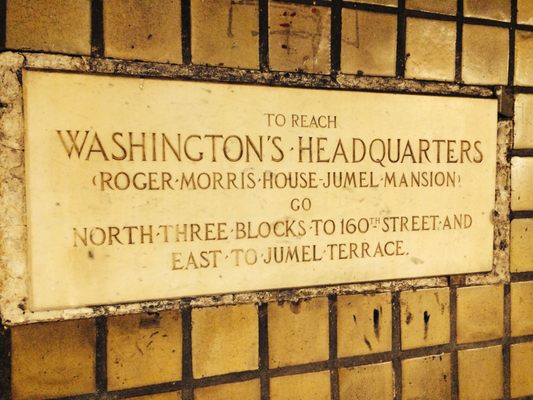 TO REACH
WASHINGTON'S·HEADQUARTERS
(ROGER·MORRIS·HOUSE·JUMEL·MANSION)
GO
NORTH·THREE·BLOCKS·TO·160TH·STREET·AND
EAST·TO·JUMEL·TERRACE.